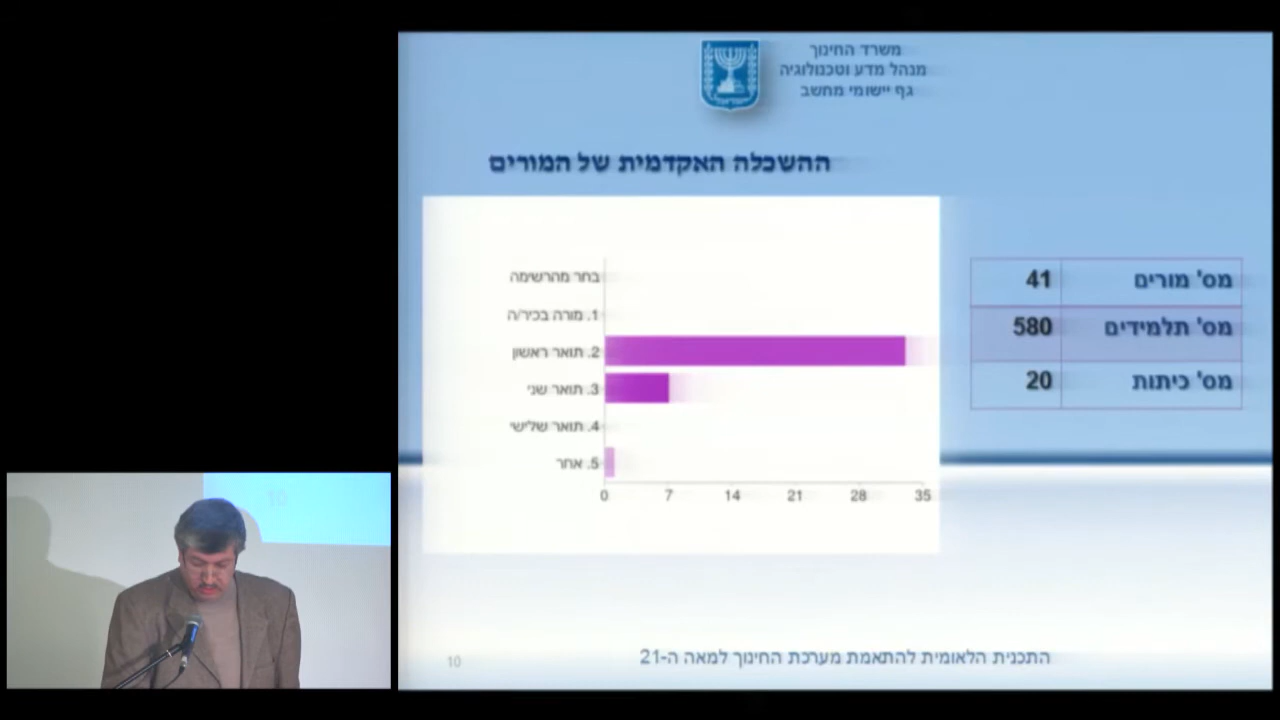 משרד החינוך
מנהל מדע וטכנולוגיה
גף יישומי מחשב
ההשכלה האקדמית של המורים
מס' מורים 41
מס' תלמידים 580
מס' כיתות 20
בחר מהרשימה
1. מורה בכיר/ה
2. תואר ראשון
3. תואר שני
4. תואר שלישי
5. אחר
0 7 14 21 28 35
התכנית הלאומית להתאמת מערכת החינוך למאה ה-21
10
10